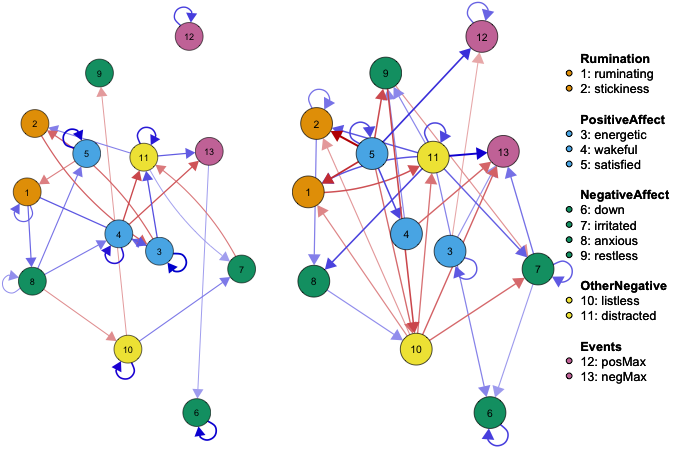 12
9
2
5
11
13
1
4
3
8
7
10
6
12
9
2
5
11
13
1
4
3
8
7
10
6
Rumination
1: ruminating
2: stickiness
PositiveAffect
3: energetic
4: wakeful
5: satisfied
NegativeAffect
6: down
7: irritated
8: anxious
9: restless
OtherNegative
10: listless
11: distracted
Events
12: posMax
13: negMax